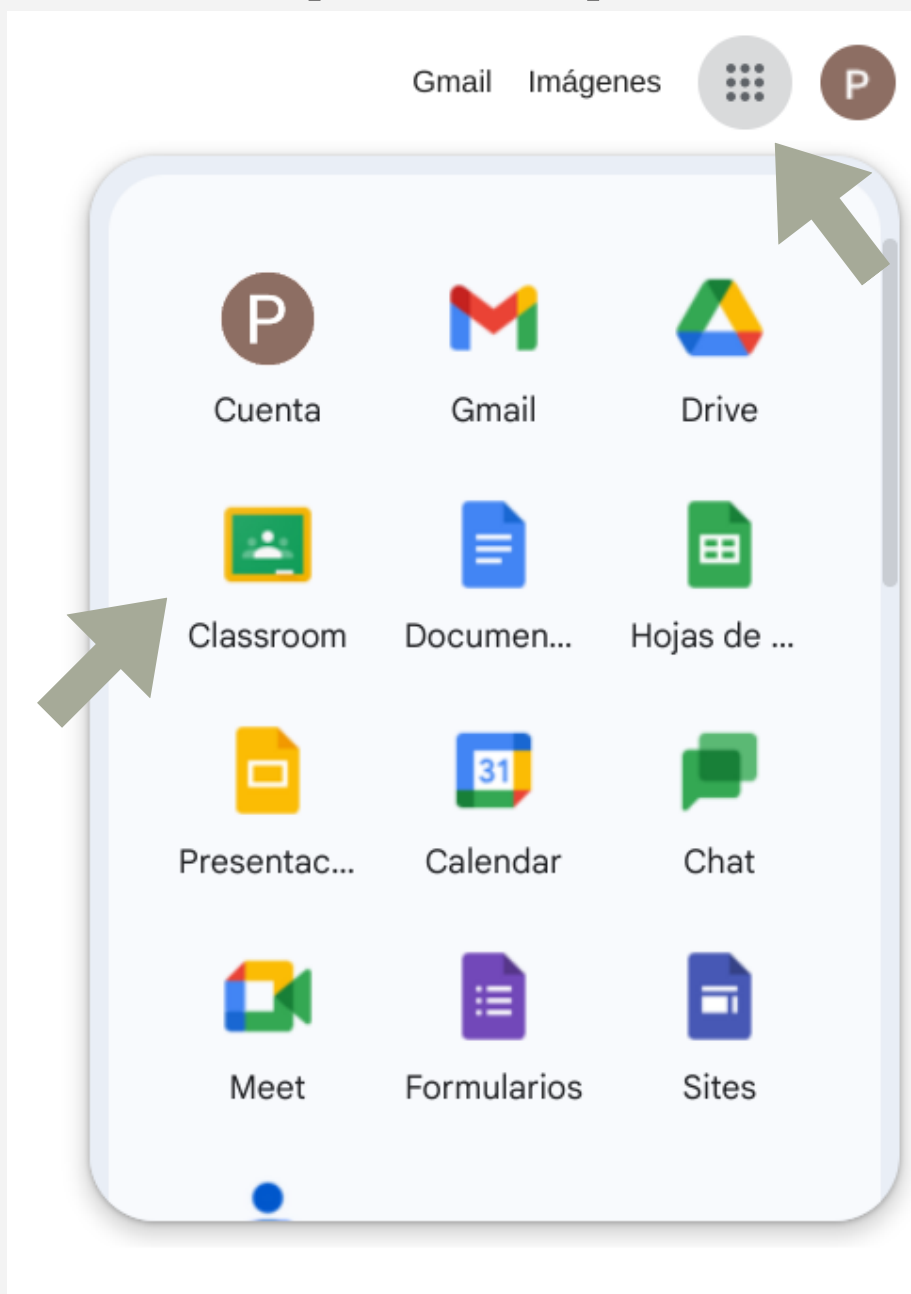 Gmail Imágenes P
P
Cuenta Gmail Drive
Classroom Documen... Hojas de ...
31
Presentac... Calendar Chat
Meet Formularios Sites